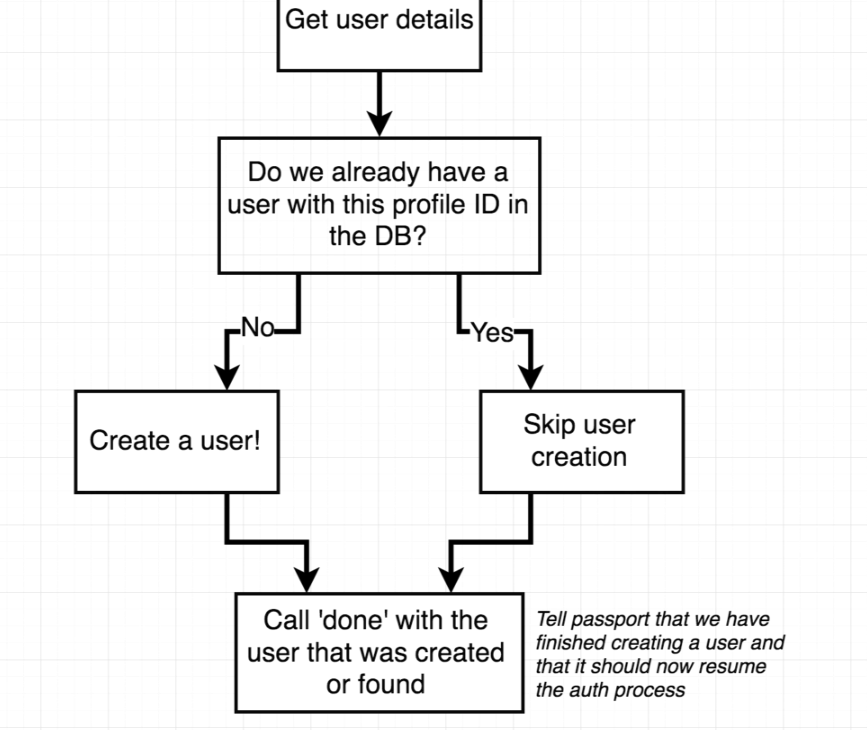 Get user details
Do we already have a
user with this profile ID in
the DB?
No
Yes
Create a user!
Skip user
creation
Call 'done' with the
user that was created
or found
Tell passport that we have
finished creating a user and
that it should now resume
the auth process